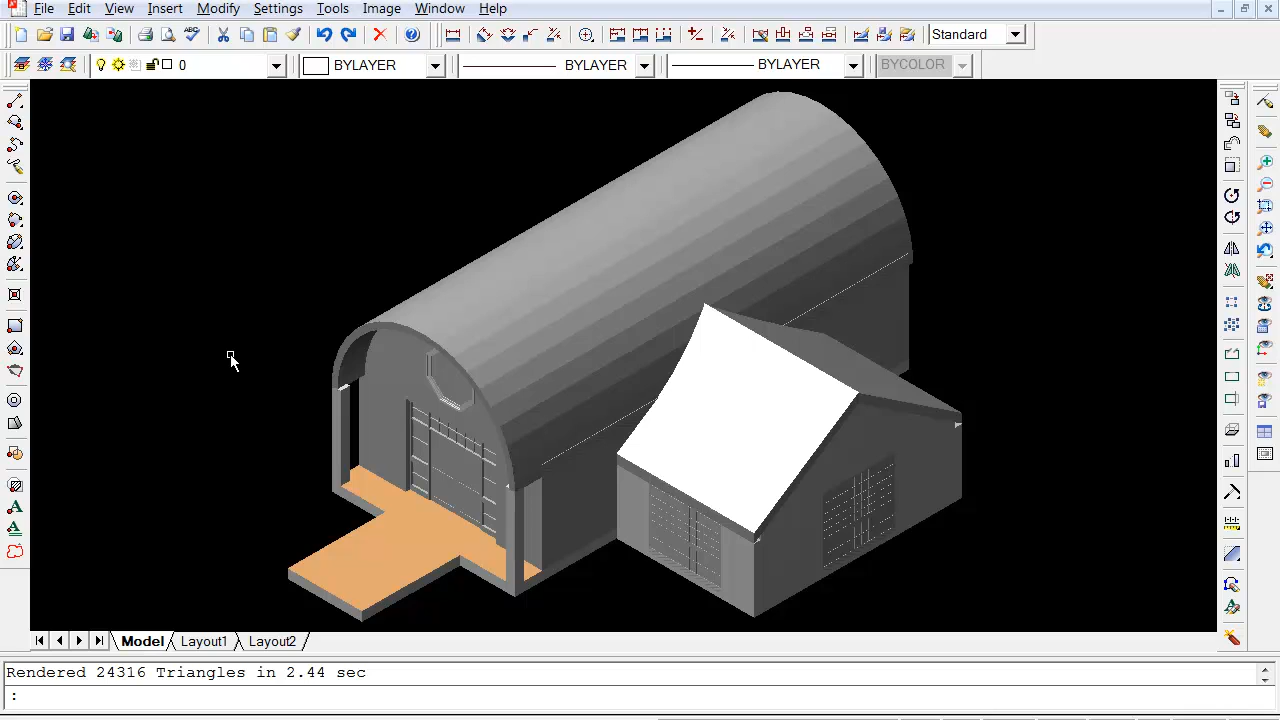 File Edit View Insert Modify Settings Tools Image Window Help
Standard
0 BYLAYER BYLAYER BYLAYER BYCOLOR
Model Layout1 Layout2
Rendered 24316 Triangles in 2.44 sec
: